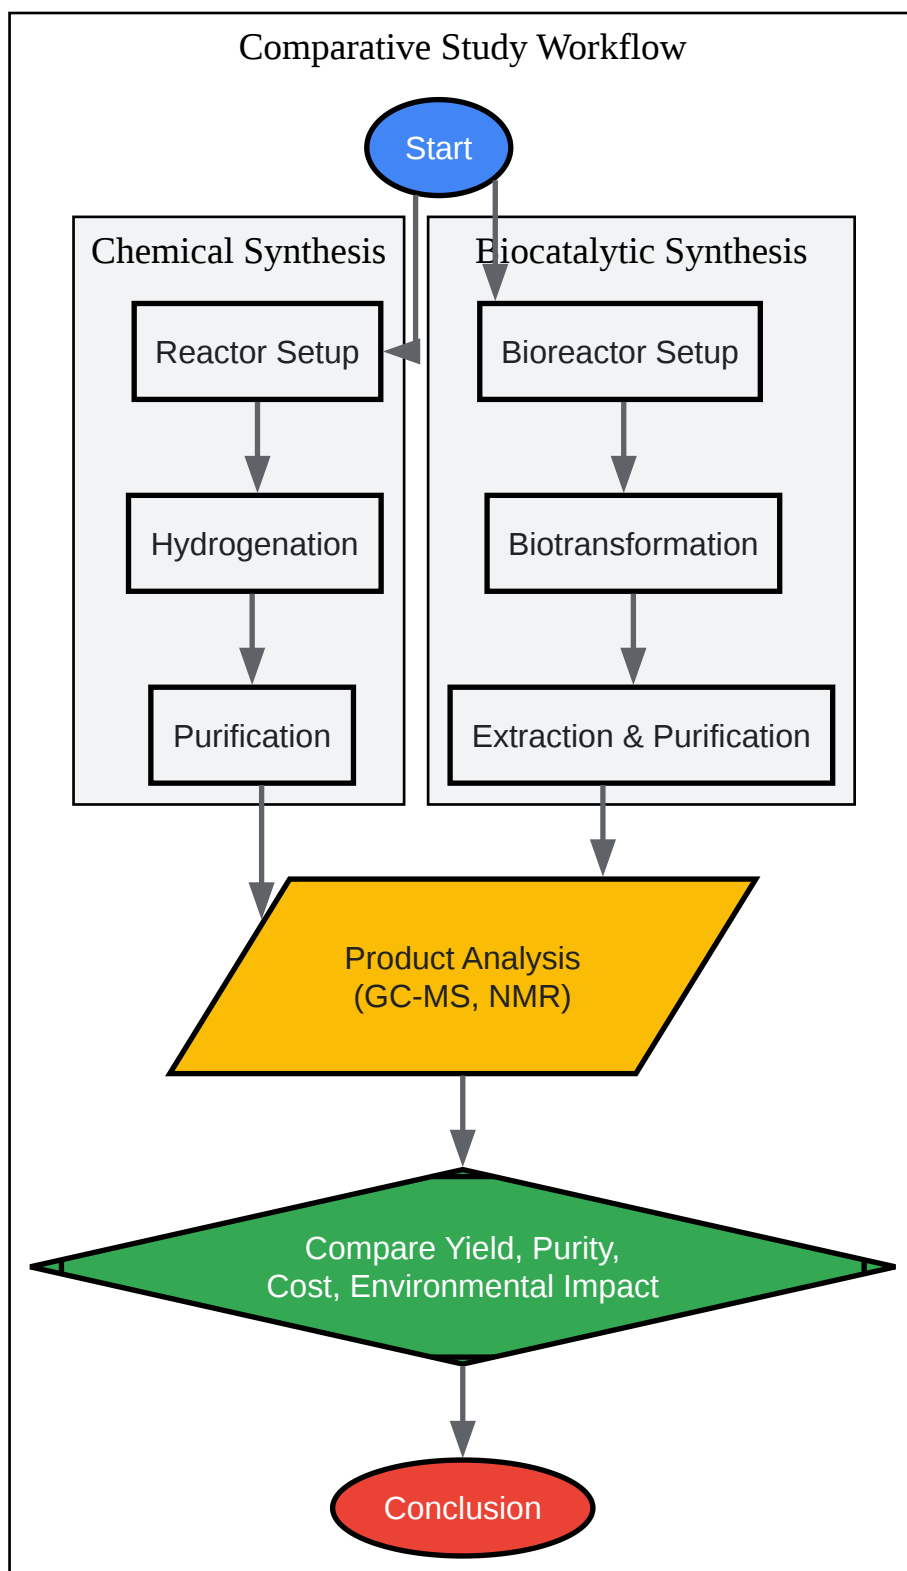 Comparative Study Workflow
Start
Chemical Synthesis
Biocatalytic Synthesis
Reactor Setup
Bioreactor Setup
Hydrogenation
Biotransformation
Purification
Extraction & Purification
Product Analysis
(GC-MS, NMR)
Compare Yield, Purity,
Cost, Environmental Impact
Conclusion